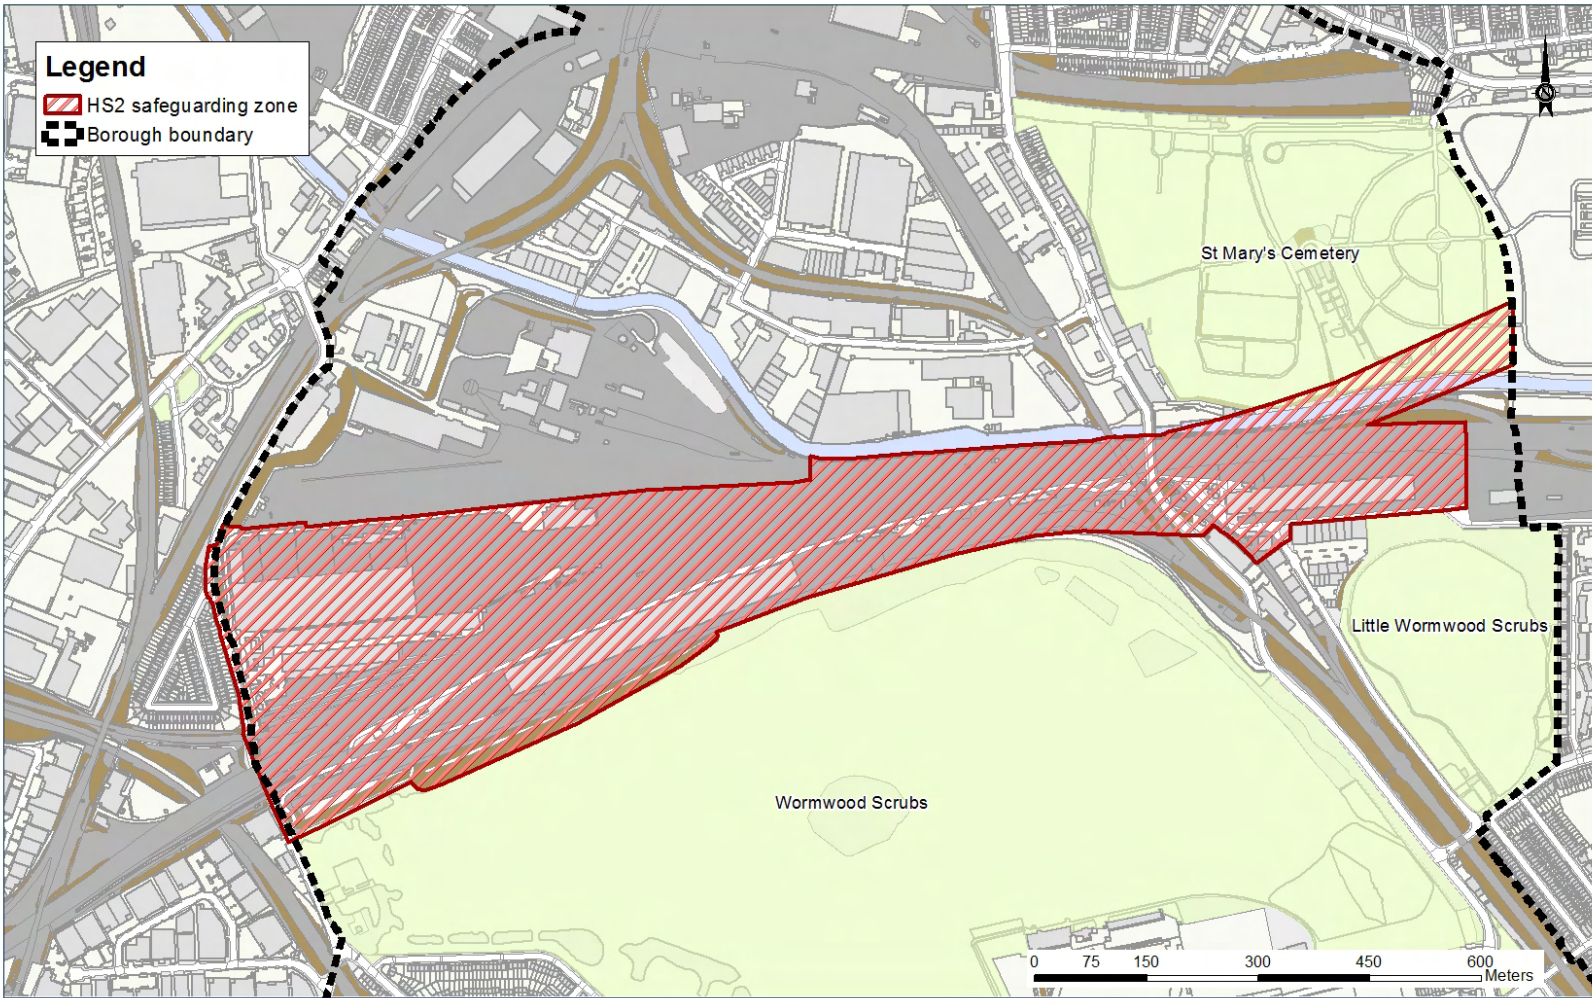 Legend
HS2 safeguarding zone
Borough boundary
N
St Mary's Cemetery
Little Wormwood Scrubs
Wormwood Scrubs
0 75 150 300 450 600
Meters